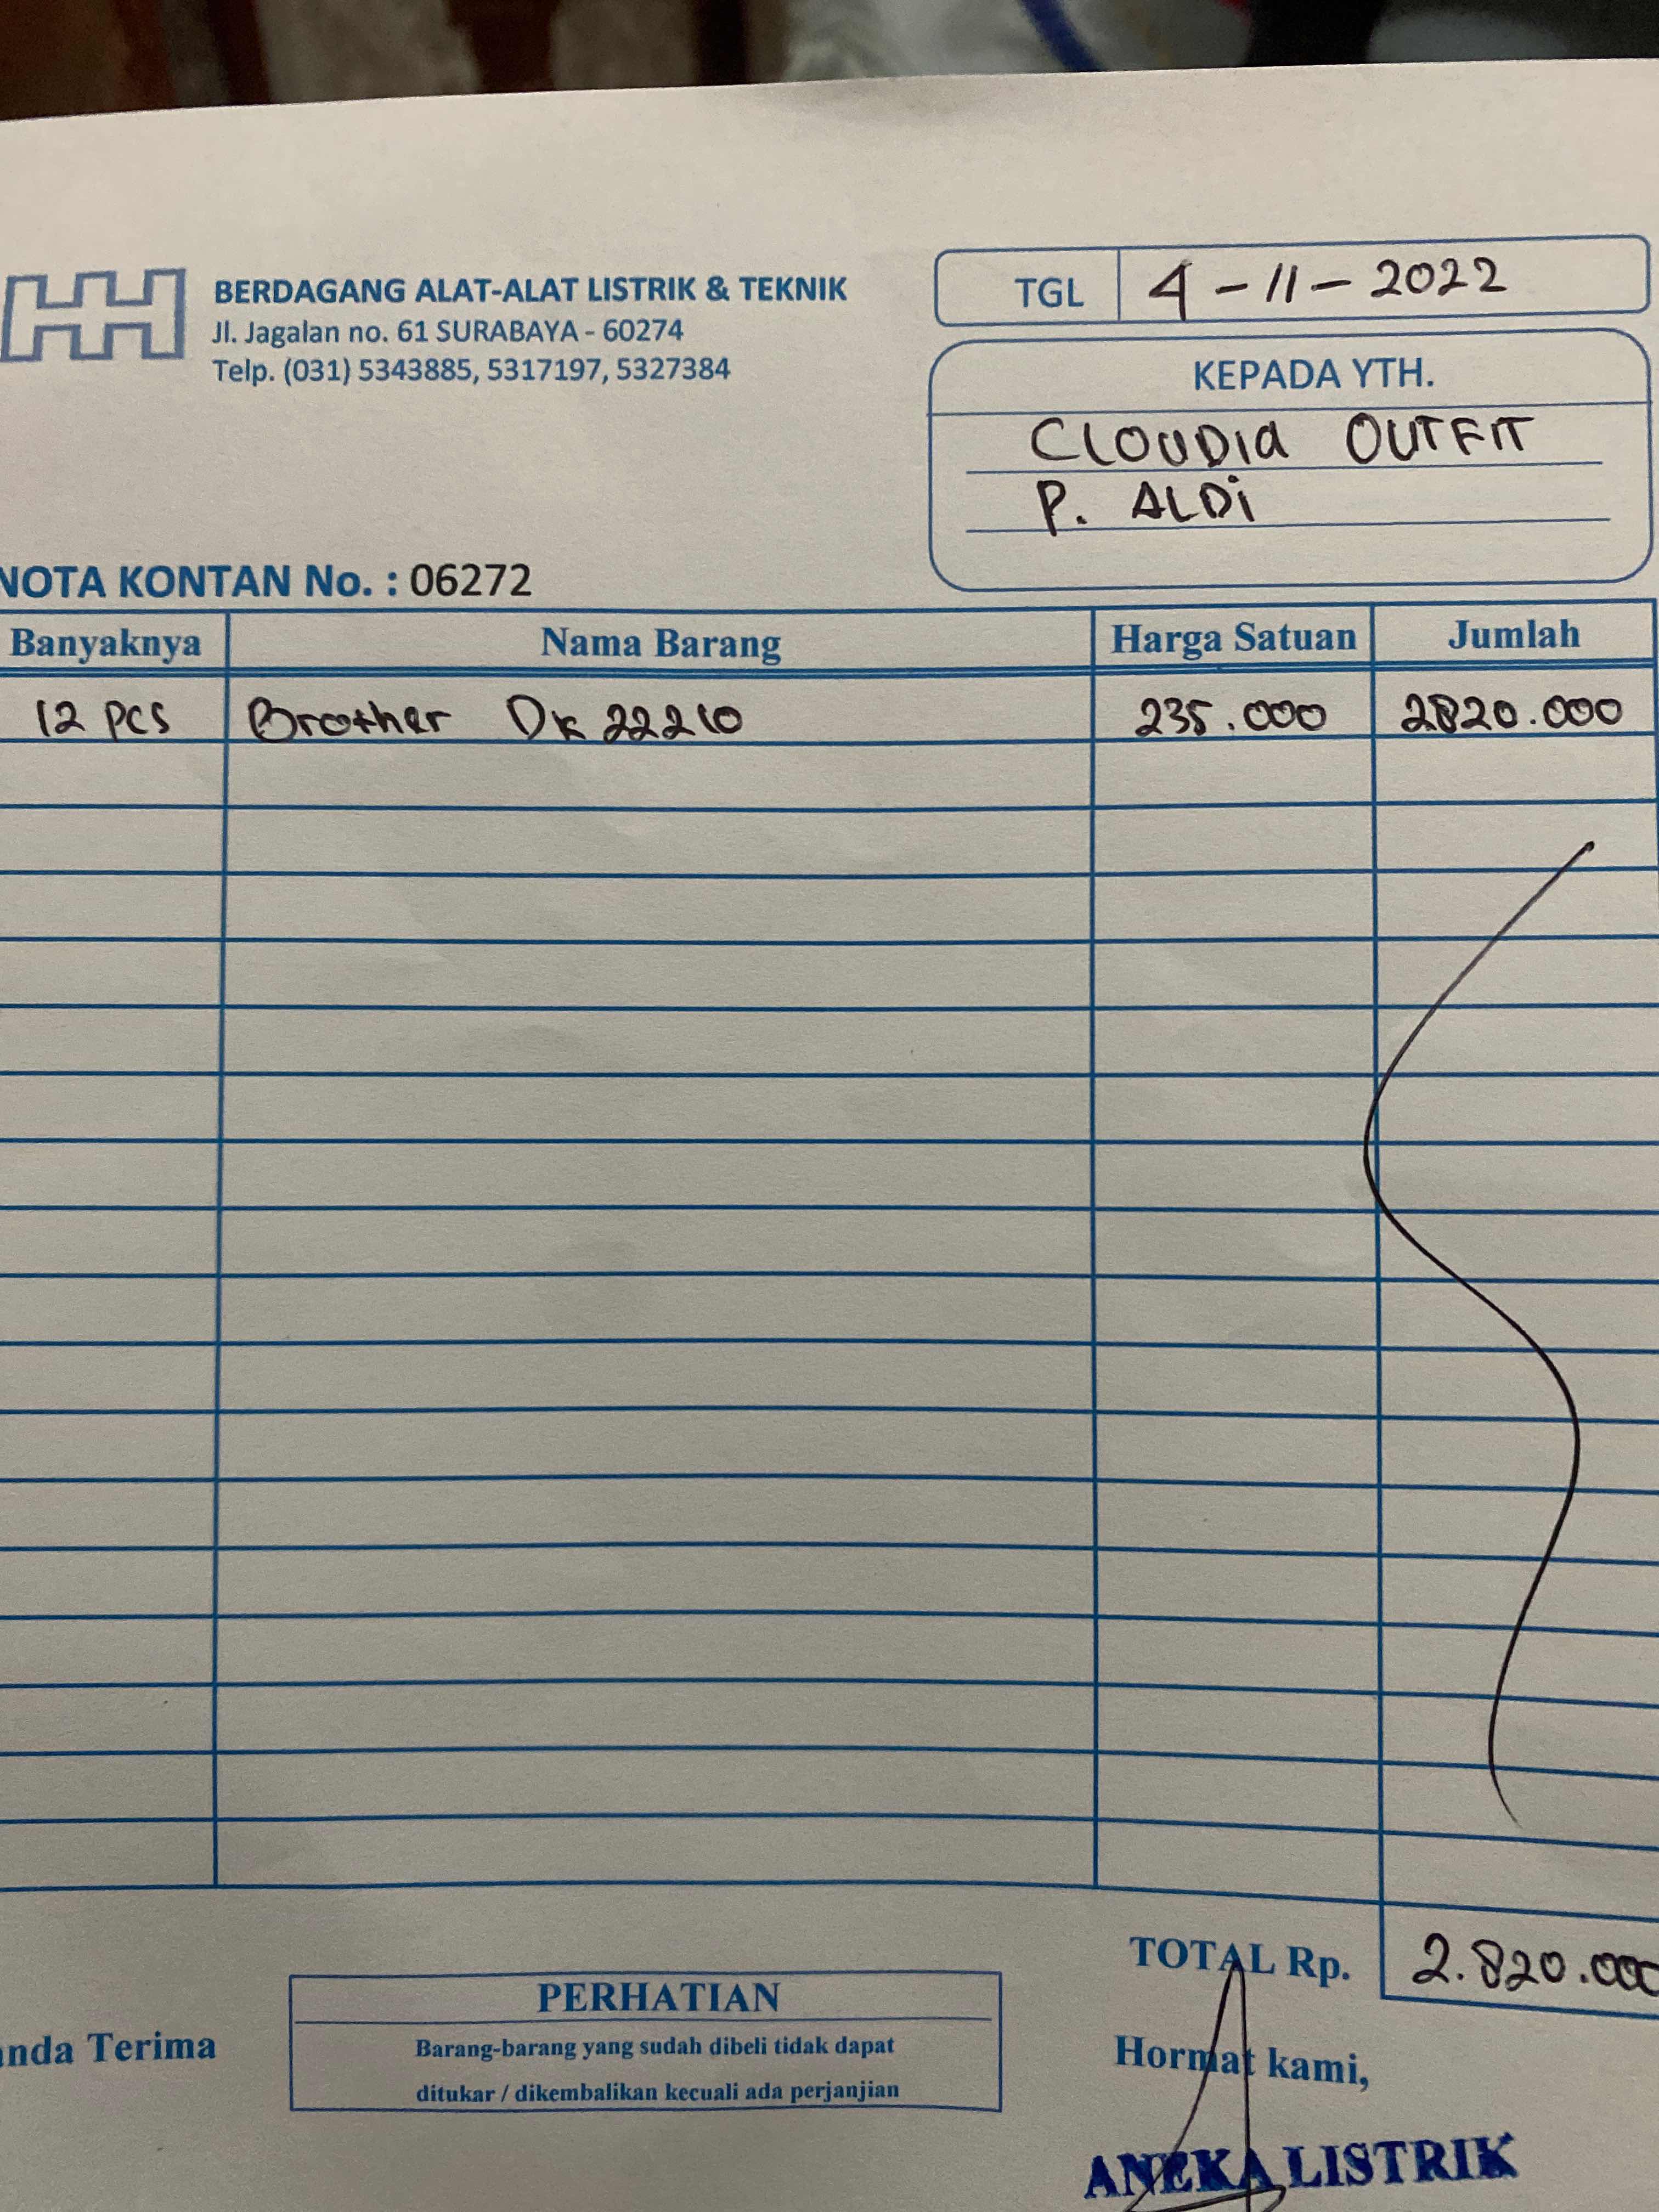 HH
BERDAGANG ALAT-ALAT LISTRIK & TEKNIK
Jl. Jagalan no. 61 SURABAYA - 60274
Telp. (031) 5343885, 5317197, 5327384
TGL 4-11-2022
KEPADA YTH.
CLOUDIA OUTFIT
P. ALDI
NOTA KONTAN No. : 06272
Banyaknya Nama Barang Harga Satuan Jumlah
12 PCS Brother DK 22210 235.000 2820.000
TOTAL Rp. 2.820.000
anda Terima
PERHATIAN
Barang-barang yang sudah dibeli tidak dapat
ditukar / dikembalikan kecuali ada perjanjian
Hormat kami,
ANEKA LISTRIK